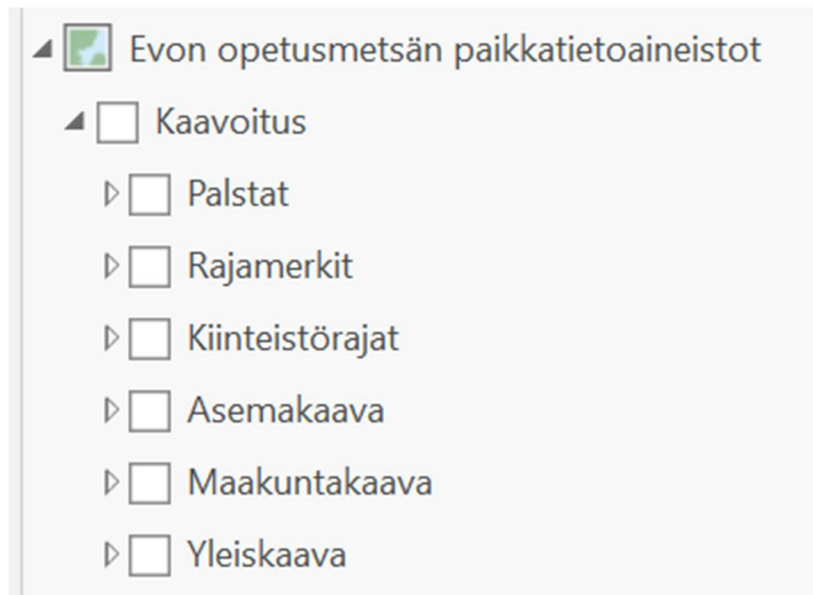 Evon opetusmetsän paikkatietoaineistot
Kaavoitus
Palstat
Rajamerkit
Kiinteistörajat
Asemakaava
Maakuntakaava
Yleiskaava